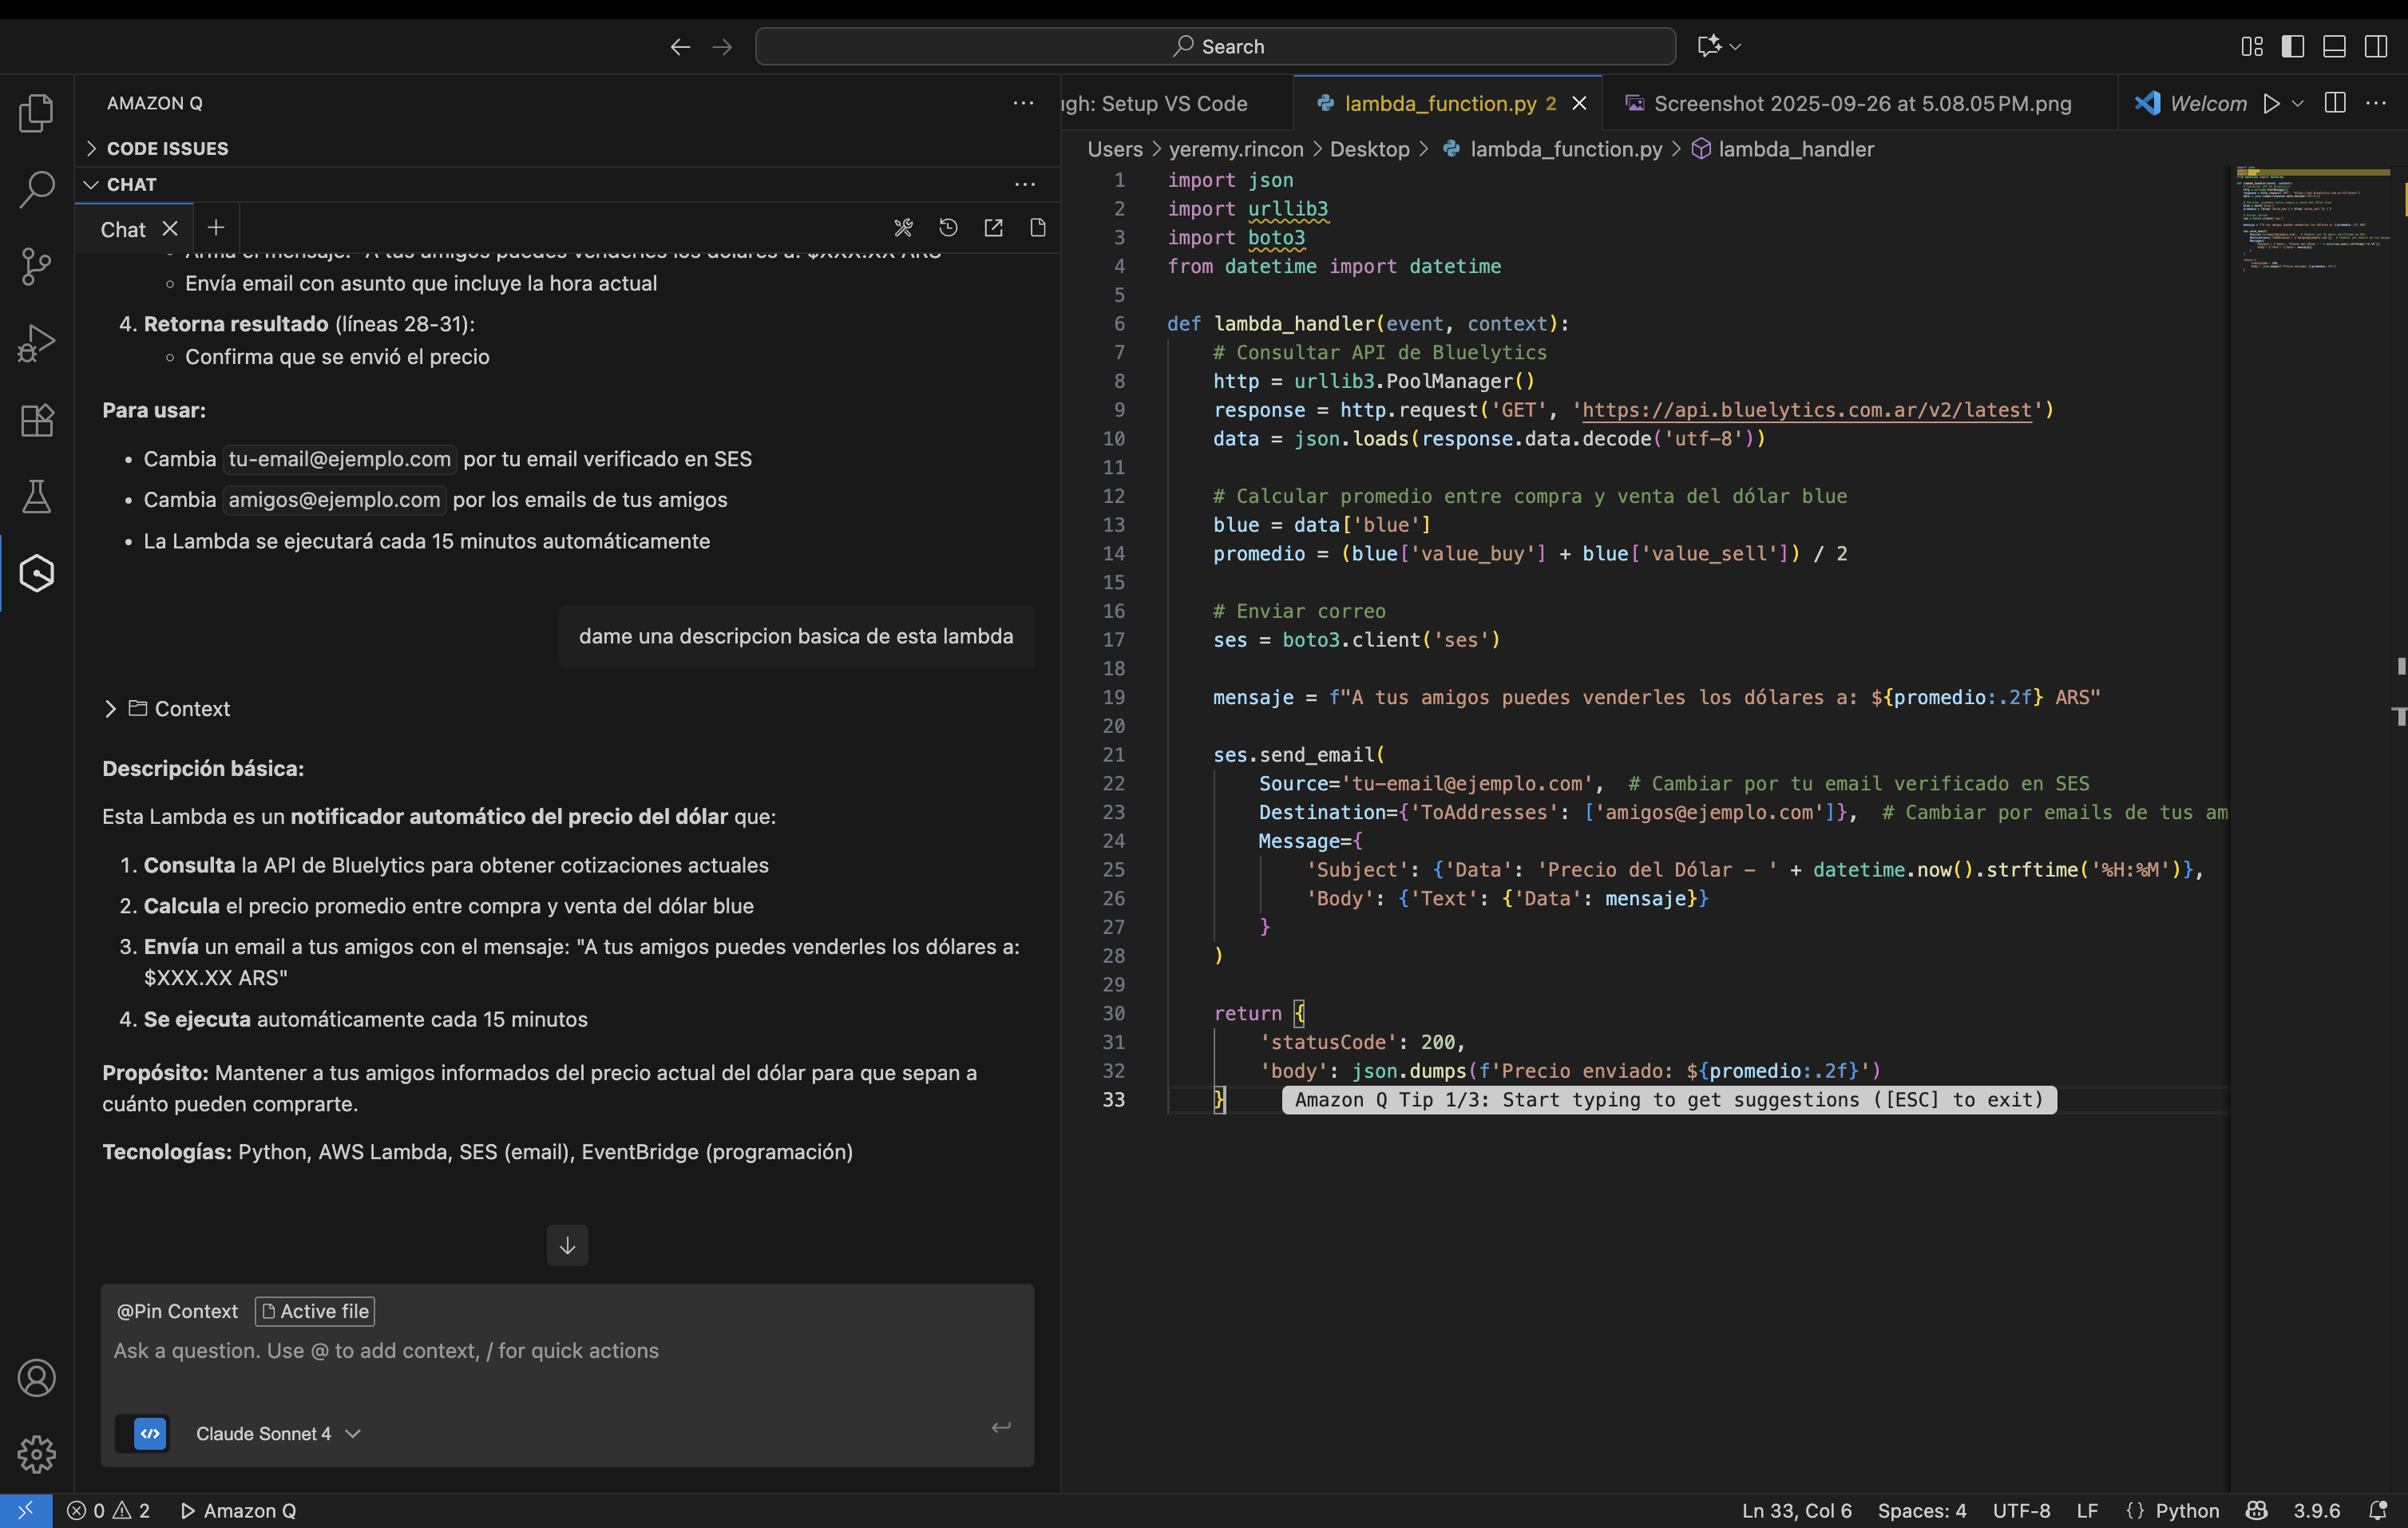 Search
AMAZON Q
CODE ISSUES
CHAT
Chat
Arma el mensaje: "A tus amigos puedes venderles los dólares a: $XXX.XX ARS"
Envía email con asunto que incluye la hora actual
4. Retorna resultado (líneas 28-31):
Confirma que se envió el precio
Para usar:
Cambia tu-email@ejemplo.com por tu email verificado en SES
Cambia amigos@ejemplo.com por los emails de tus amigos
La Lambda se ejecutará cada 15 minutos automáticamente
dame una descripcion basica de esta lambda
Context
Descripción básica:
Esta Lambda es un notificador automático del precio del dólar que:
1. Consulta la API de Bluelytics para obtener cotizaciones actuales
2. Calcula el precio promedio entre compra y venta del dólar blue
3. Envía un email a tus amigos con el mensaje: "A tus amigos puedes venderles los dólares a:
$XXX.XX ARS"
4. Se ejecuta automáticamente cada 15 minutos
Propósito: Mantener a tus amigos informados del precio actual del dólar para que sepan a
cuánto pueden comprarte.
Tecnologías: Python, AWS Lambda, SES (email), EventBridge (programación)
@Pin Context Active file
Ask a question. Use @ to add context, / for quick actions
Claude Sonnet 4
ugh: Setup VS Code
lambda_function.py 2
Screenshot 2025-09-26 at 5.08.05 PM.png
Welcom
Users > yeremy.rincon > Desktop > lambda_function.py > lambda_handler
1 import json
2 import urllib3
3 import boto3
4 from datetime import datetime
5
6 def lambda_handler(event, context):
7 # Consultar API de Bluelytics
8 http = urllib3.PoolManager()
9 response = http.request('GET', 'https://api.bluelytics.com.ar/v2/latest')
10 data = json.loads(response.data.decode('utf-8'))
11
12 # Calcular promedio entre compra y venta del dólar blue
13 blue = data['blue']
14 promedio = (blue['value_buy'] + blue['value_sell']) / 2
15
16 # Enviar correo
17 ses = boto3.client('ses')
18
19 mensaje = f"A tus amigos puedes venderles los dólares a: ${promedio:.2f} ARS"
20
21 ses.send_email(
22 Source='tu-email@ejemplo.com', # Cambiar por tu email verificado en SES
23 Destination={'ToAddresses': ['amigos@ejemplo.com']}, # Cambiar por emails de tus am
24 Message={
25 'Subject': {'Data': 'Precio del Dólar - ' + datetime.now().strftime('%H:%M')},
26 'Body': {'Text': {'Data': mensaje}}
27 }
28 )
29
30 return {
31 'statusCode': 200,
32 'body': json.dumps(f'Precio enviado: ${promedio:.2f}')
33 } Amazon Q Tip 1/3: Start typing to get suggestions ([ESC] to exit)
0 2 Amazon Q
Ln 33, Col 6 Spaces: 4 UTF-8 LF {} Python 3.9.6